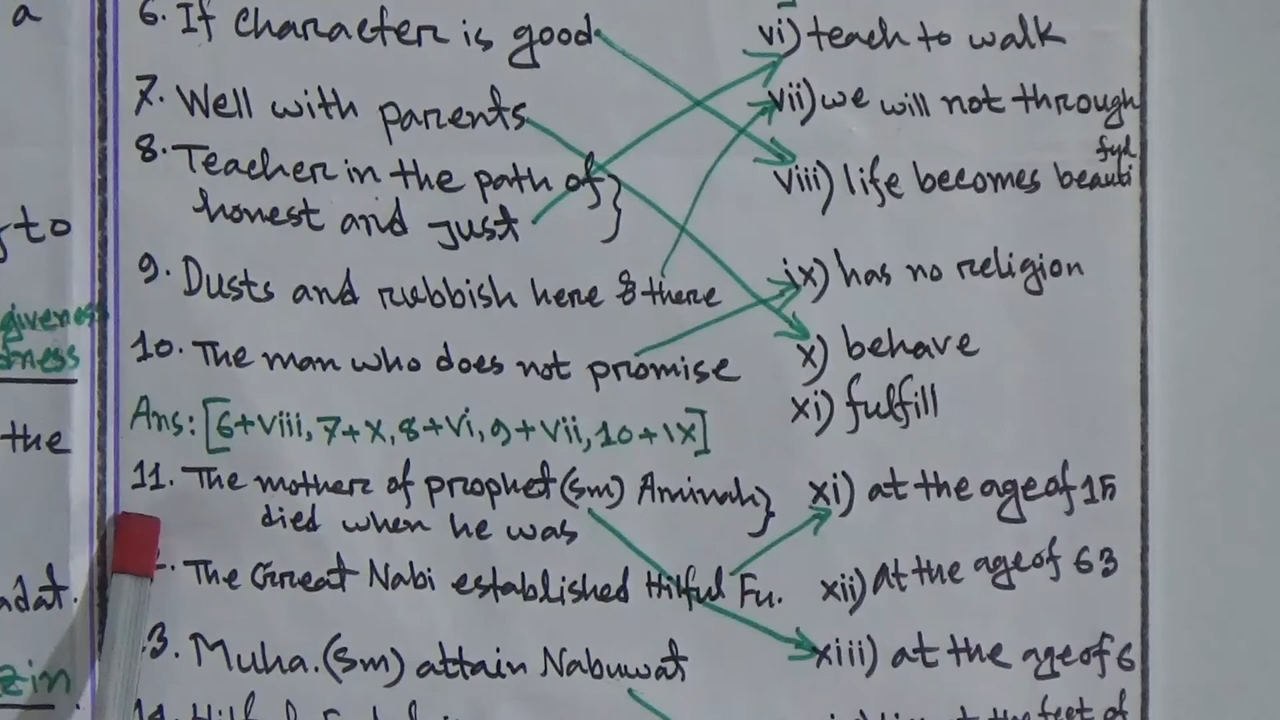 a
6. If character is good
vi) teach to walk
7. Well with parents
vii) we will not through
8. Teacher in the path of
honest and just
viii) life becomes beauti
ful
to
9. Dusts and rubbish here & there
ix) has no religion
giveness
10. The man who does not promise
x) behave
xi) fulfill
Ans: [6+viii, 7+x, 8+vi, 9+vii, 10+ix]
the
11. The mother of prophet (sm) Aminah
died when he was
xi) at the age of 15
The Great Nabi established Hilful Fu.
xii) at the age of 63
adat.
3. Muha. (sm) attain Nabuwat
xiii) at the age of 6
zin